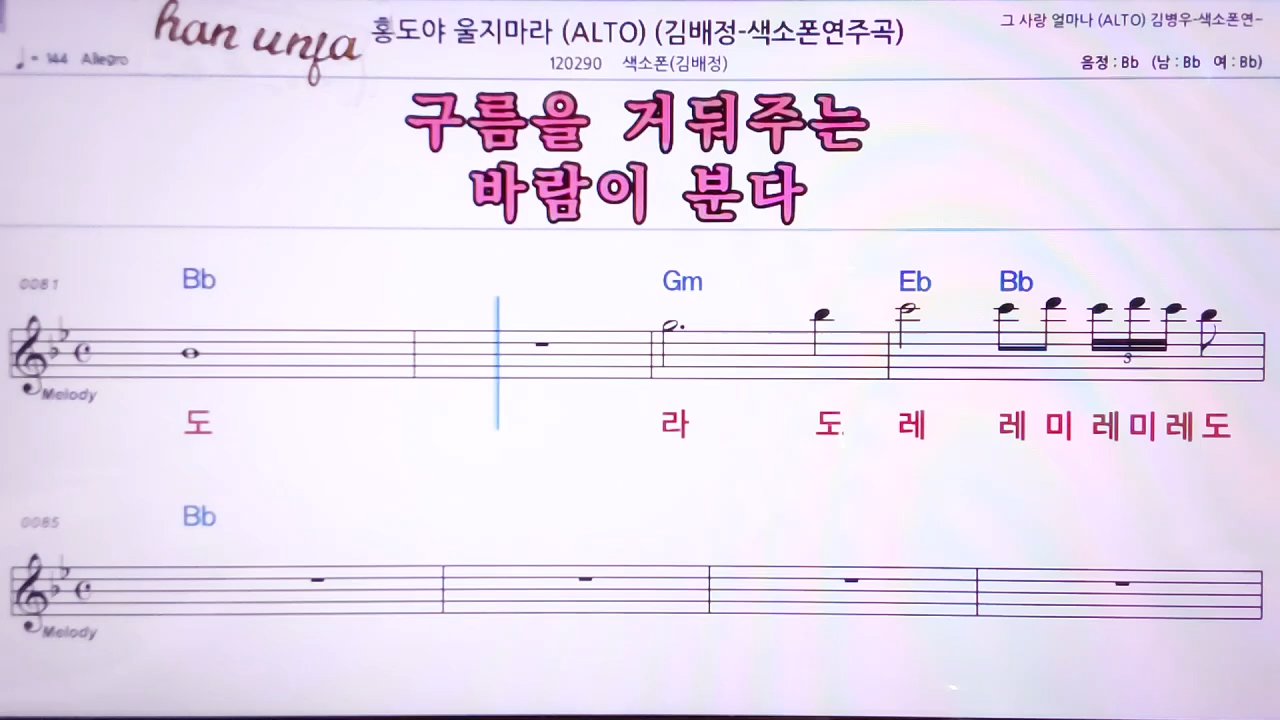 han unfa
홍도야 울지마라 (ALTO) (김배정-색소폰연주곡)
그 사랑 얼마나 (ALTO) 김병우-색소폰연~
♩ = 144 Allegro
120290 색소폰(김배정)
음정 : Bb (남 : Bb 여 : Bb)
구름을 거둬주는
바람이 분다
0081 Bb Gm Eb Bb
3
Melody
도 라 도 레 레 미 레 미 레 도
0085 Bb
Melody